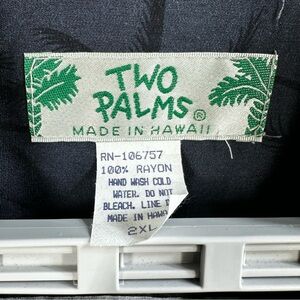 TWO
PALMS®
MADE IN HAWAII
RN-106757
100% RAYON
HAND WASH COLD
WATER. DO NOT
BLEACH. LINE D
MADE IN HAWA
2XL